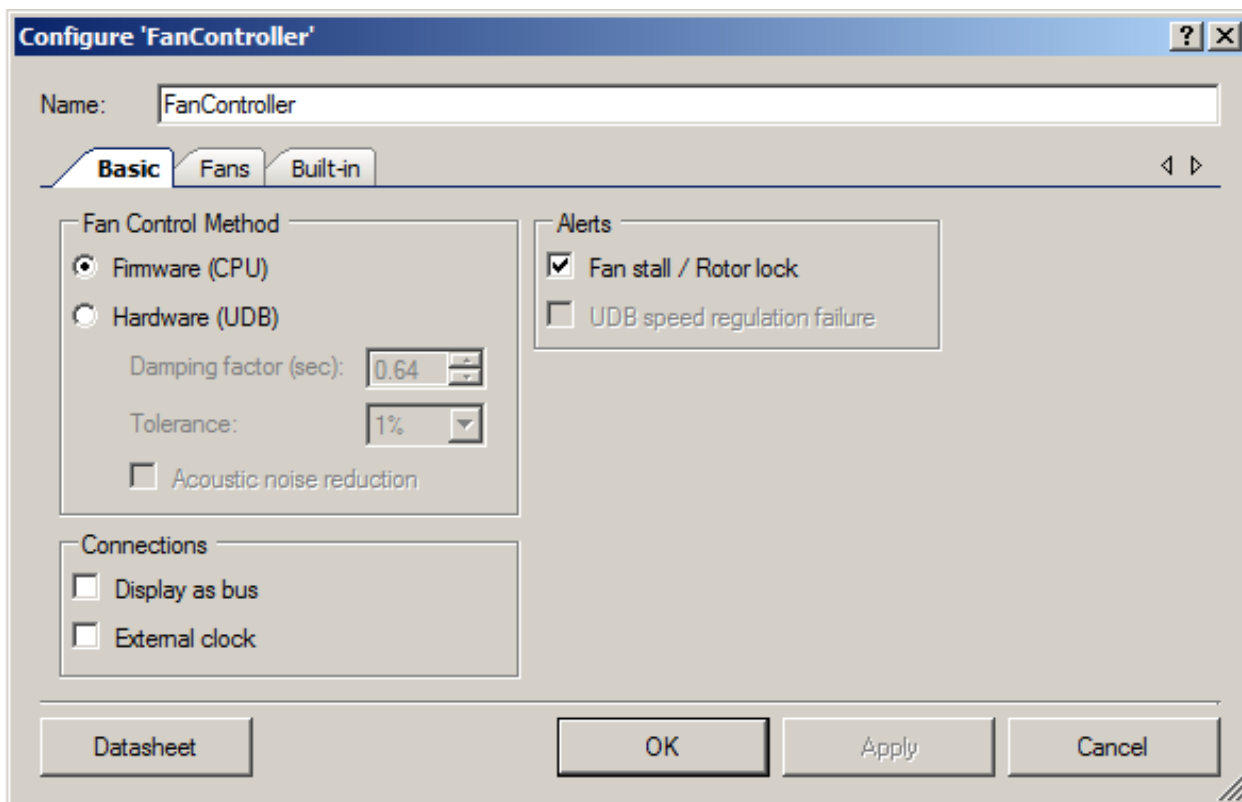 Configure 'FanController'
Name: FanController
Basic Fans Built-in
Fan Control Method
Firmware (CPU)
Hardware (UDB)
Damping factor (sec): 0.64
Tolerance: 1%
Acoustic noise reduction
Alerts
Fan stall / Rotor lock
UDB speed regulation failure
Connections
Display as bus
External clock
Datasheet OK Apply Cancel